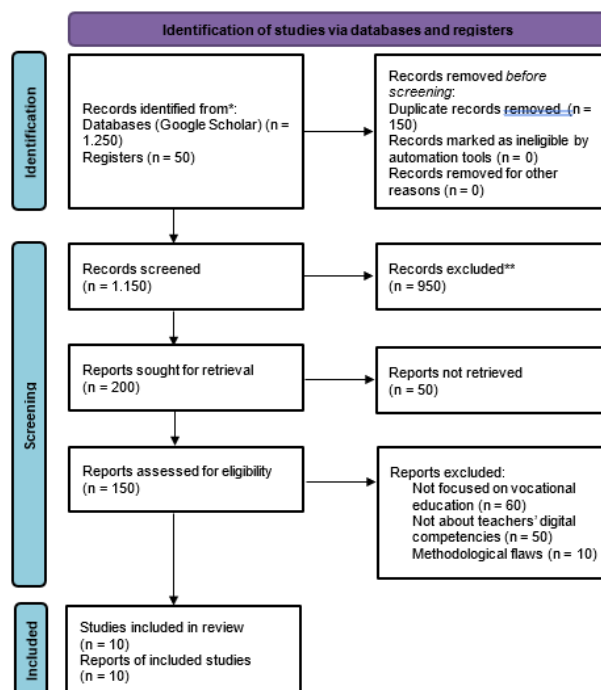 Identification of studies via databases and registers
Identification
Records identified from*:
Databases (Google Scholar) (n =
1.250)
Registers (n = 50)
Records removed before
screening:
Duplicate records removed (n =
150)
Records marked as ineligible by
automation tools (n = 0)
Records removed for other
reasons (n = 0)
Screening
Records screened
(n = 1.150)
Records excluded**
(n = 950)
Reports sought for retrieval
(n = 200)
Reports not retrieved
(n = 50)
Reports assessed for eligibility
(n = 150)
Reports excluded:
Not focused on vocational
education (n = 60)
Not about teachers' digital
competencies (n = 50)
Methodological flaws (n = 10)
Included
Studies included in review
(n = 10)
Reports of included studies
(n = 10)